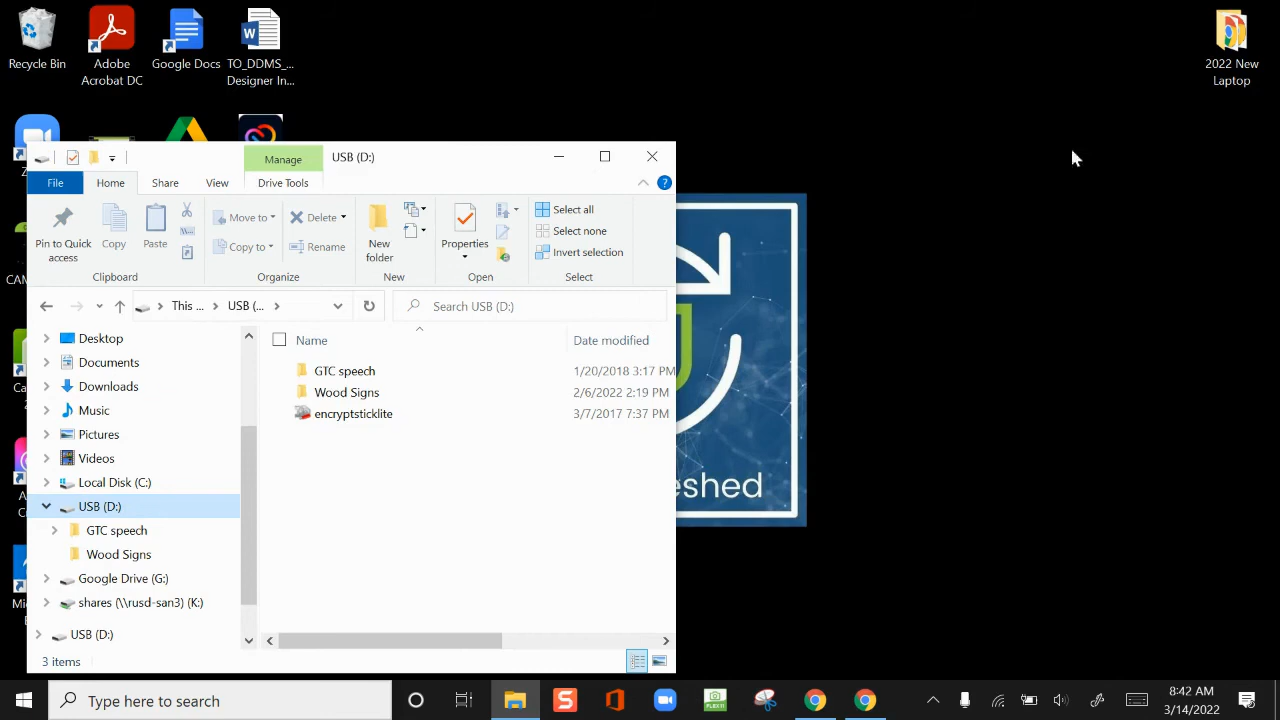 Recycle Bin
Adobe
Acrobat DC
Google Docs
TO_DDMS_...
Designer In...
2022 New
Laptop
USB (D:)
Manage
File
Home
Share
View
Drive Tools
Pin to Quick
access
Copy
Paste
Move to
Copy to
Delete
Rename
New
folder
Properties
Select all
Select none
Invert selection
Clipboard
Organize
New
Open
Select
This ...
USB (...
Search USB (D:)
Name
Date modified
GTC speech
1/20/2018 3:17 PM
Wood Signs
2/6/2022 2:19 PM
encryptsticklite
3/7/2017 7:37 PM
Desktop
Documents
Downloads
Music
Pictures
Videos
Local Disk (C:)
USB (D:)
GTC speech
Wood Signs
Google Drive (G:)
shares (\\rusd-san3) (K:)
USB (D:)
3 items
eshed
Type here to search
8:42 AM
3/14/2022